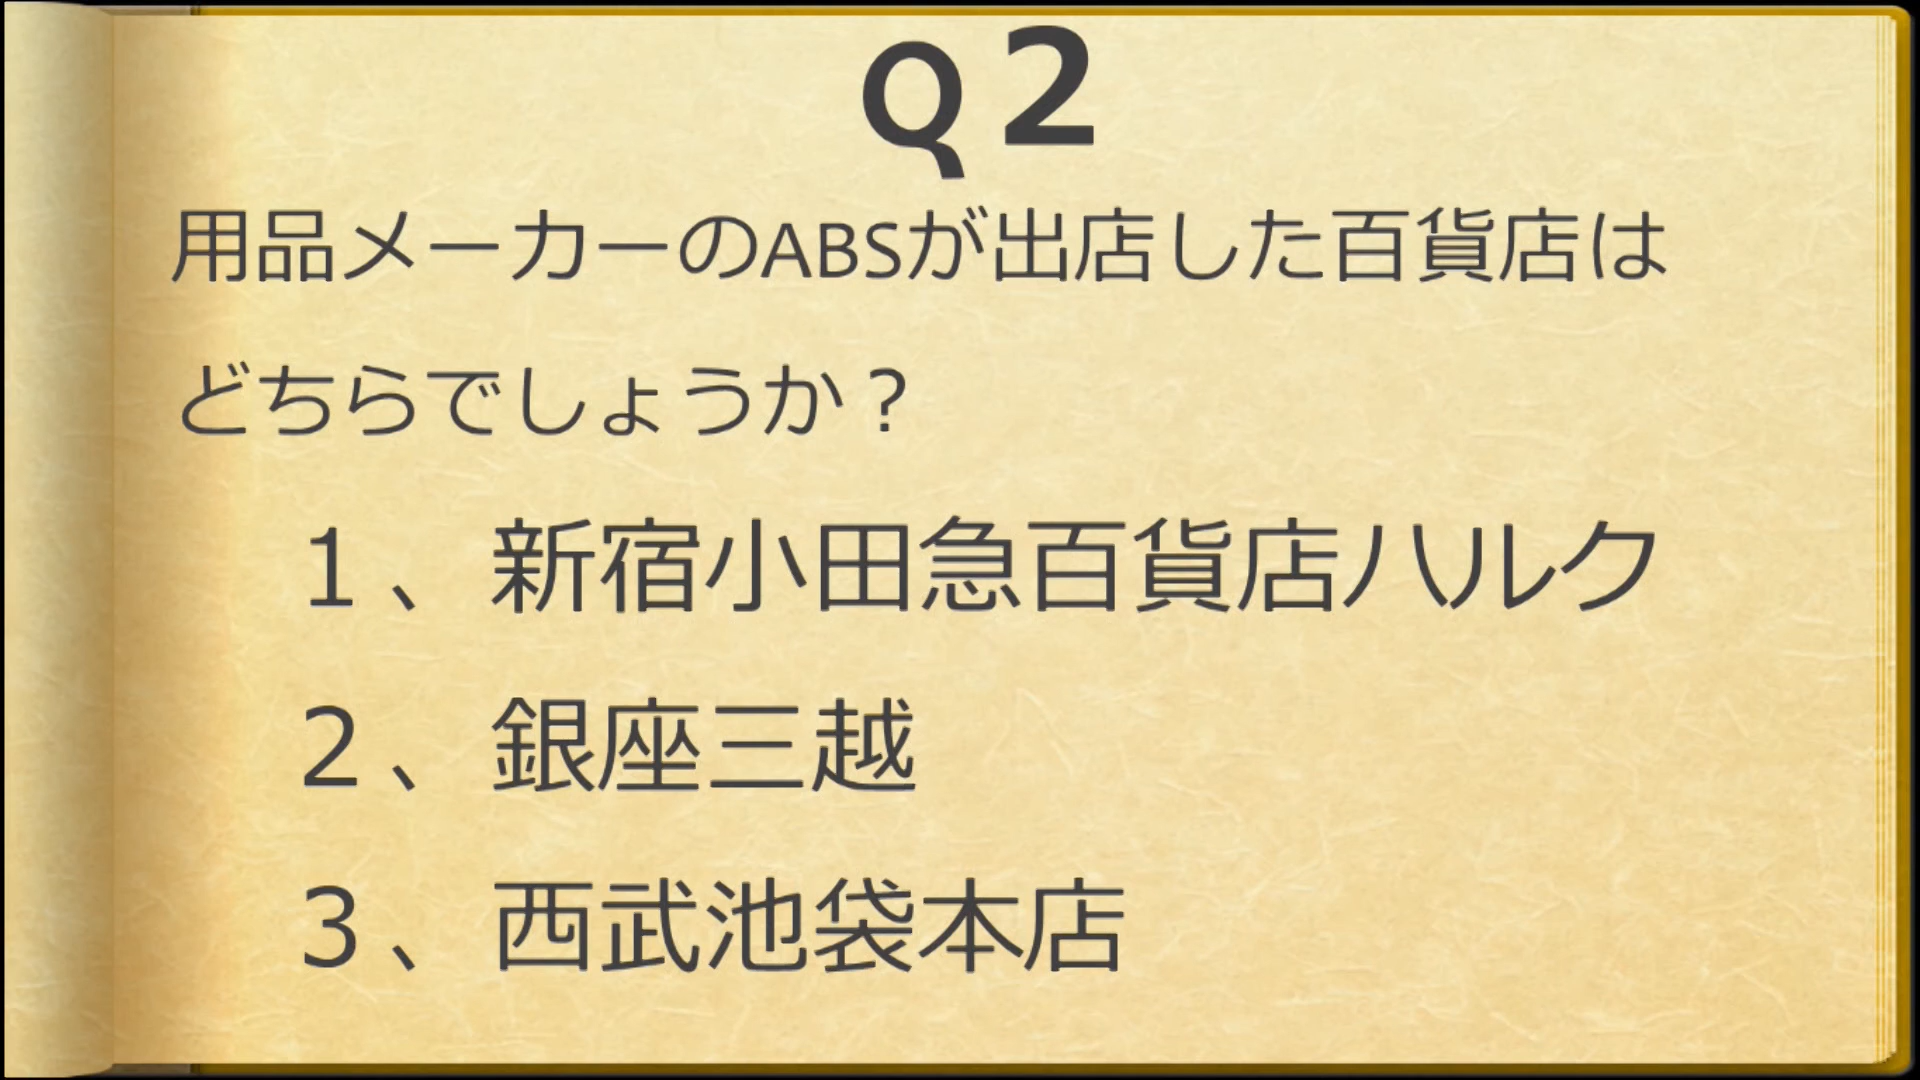 Q2
用品メーカーのABSが出店した百貨店は
どちらでしょうか？
1、新宿小田急百貨店ハルク
2、銀座三越
3、西武池袋本店